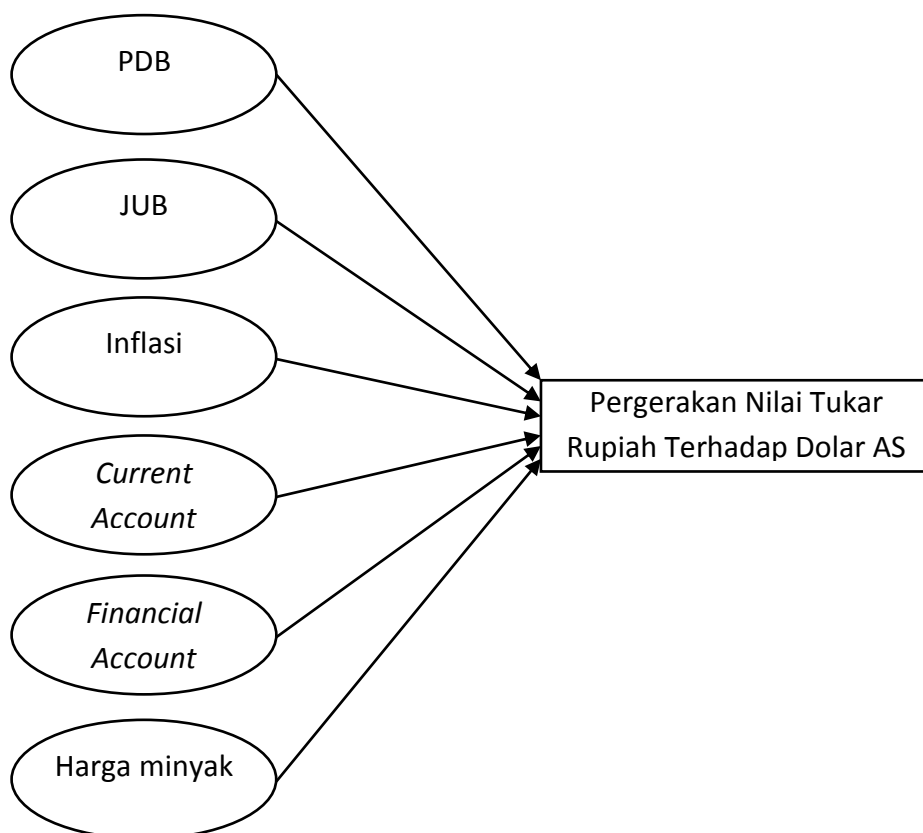 PDB
JUB
Inflasi
Current
Account
Financial
Account
Harga minyak
Pergerakan Nilai Tukar
Rupiah Terhadap Dolar AS